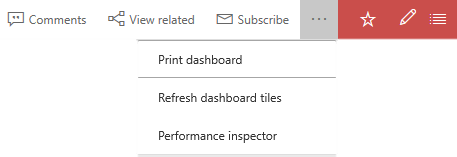 Comments View related Subscribe ...
Print dashboard
Refresh dashboard tiles
Performance inspector